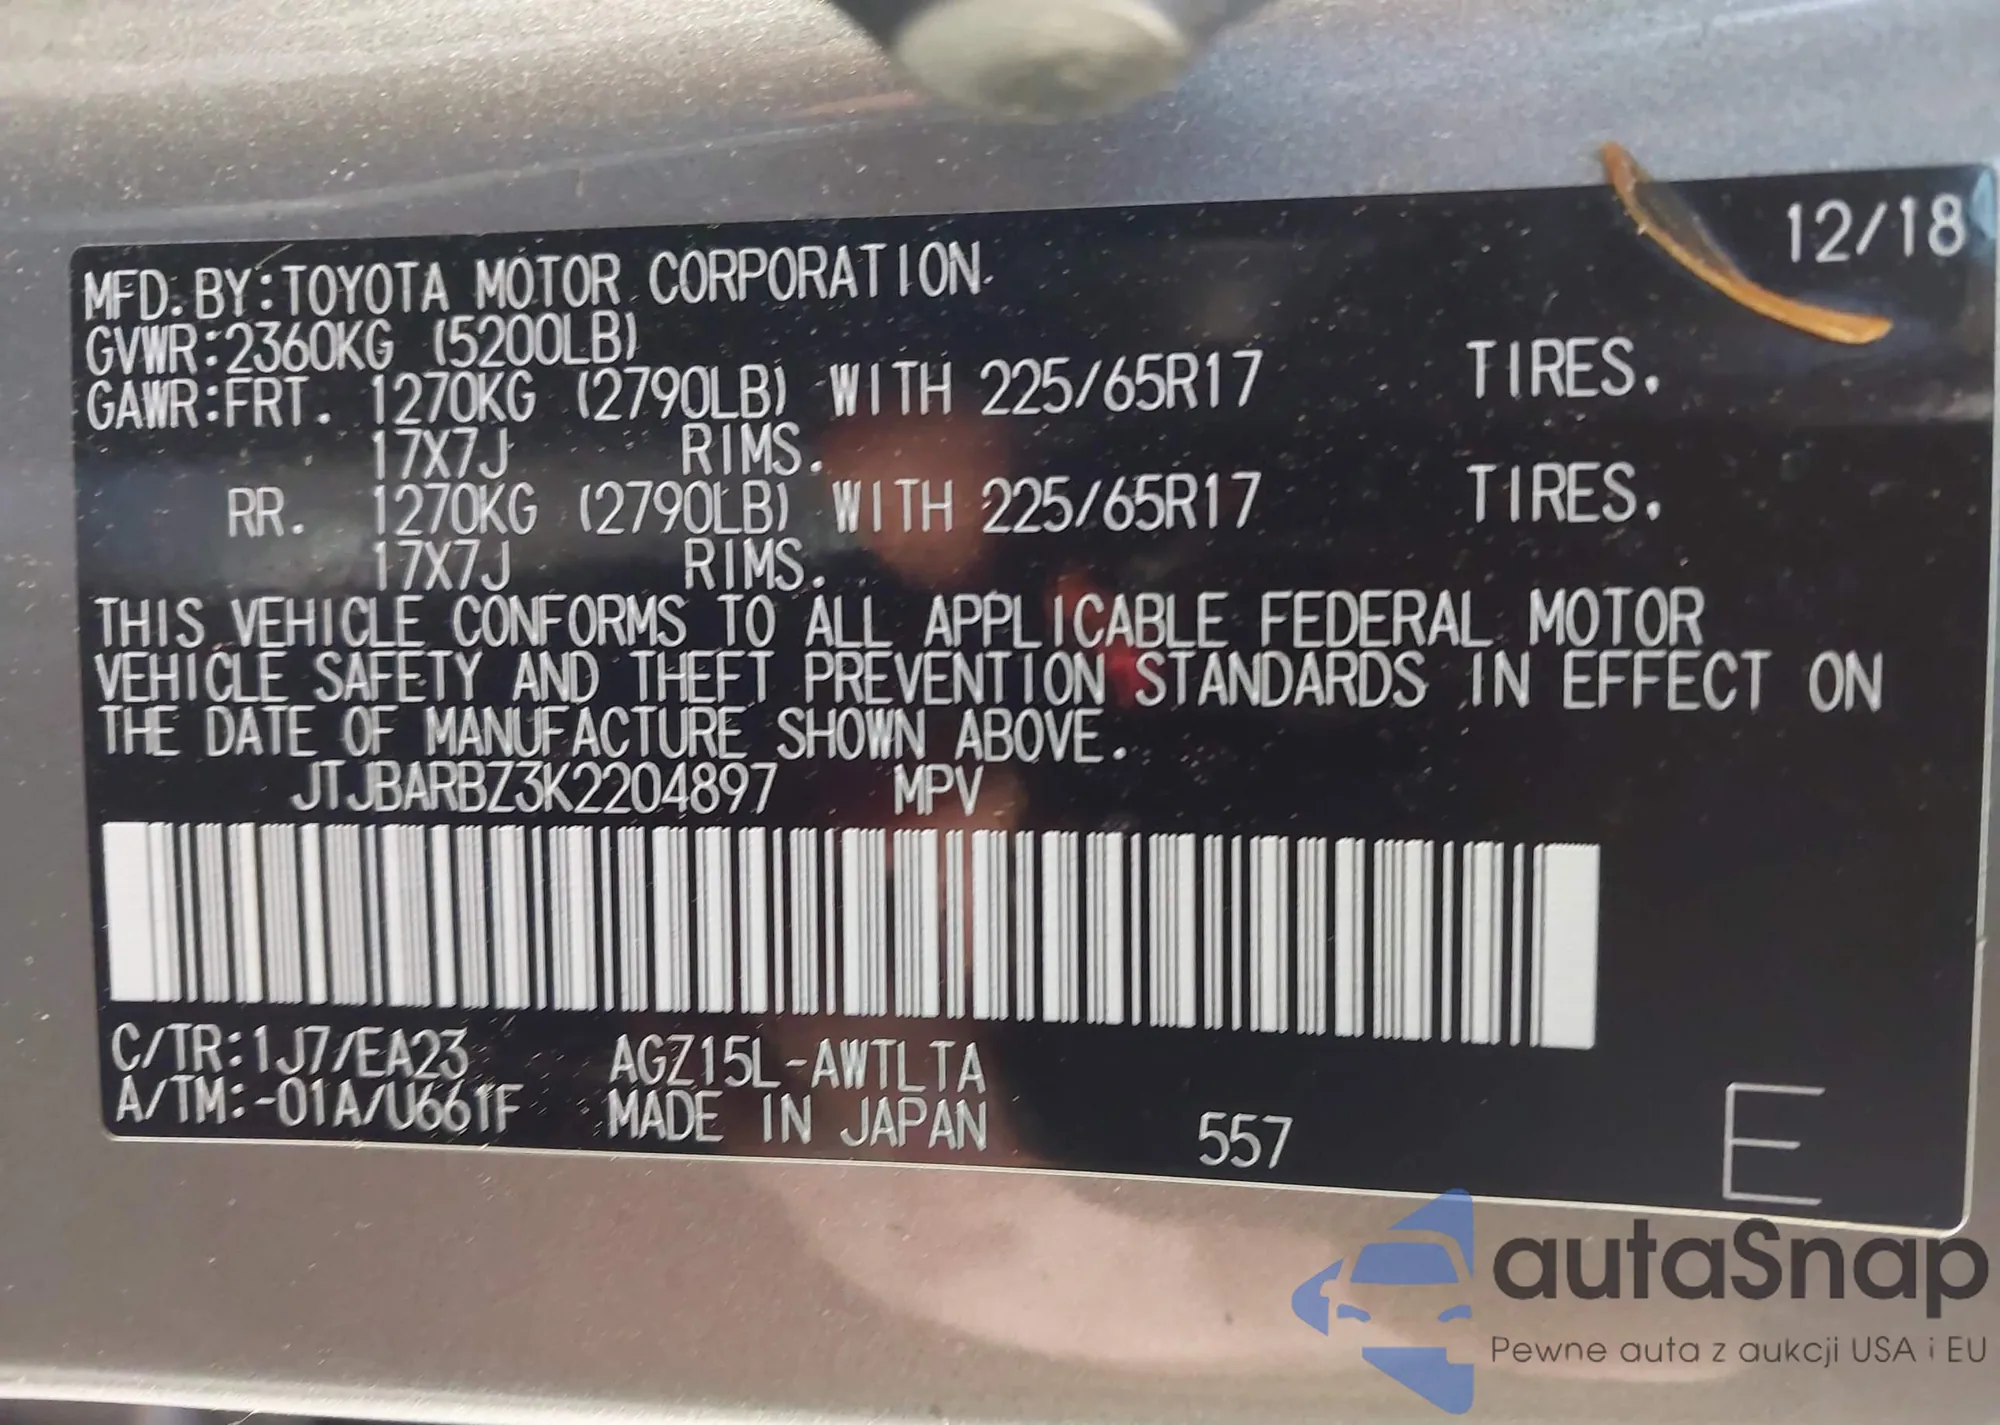 12/18
MFD. BY:TOYOTA MOTOR CORPORATION
GVWR:2360KG (5200LB)
GAWR:FRT. 1270KG (2790LB) WITH 225/65R17 TIRES.
17X7J RIMS.
RR. 1270KG (2790LB) WITH 225/65R17 TIRES.
17X7J RIMS.
THIS VEHICLE CONFORMS TO ALL APPLICABLE FEDERAL MOTOR
VEHICLE SAFETY AND THEFT PREVENTION STANDARDS IN EFFECT ON
THE DATE OF MANUFACTURE SHOWN ABOVE.
JTJBARBZ3K2204897 MPV
C/TR:1J7/EA23 AGZ15L-AWTLTA
A/TM:-01A/U661F MADE IN JAPAN 557 E
autaSnap
Pewne auta z aukcji USA i EU